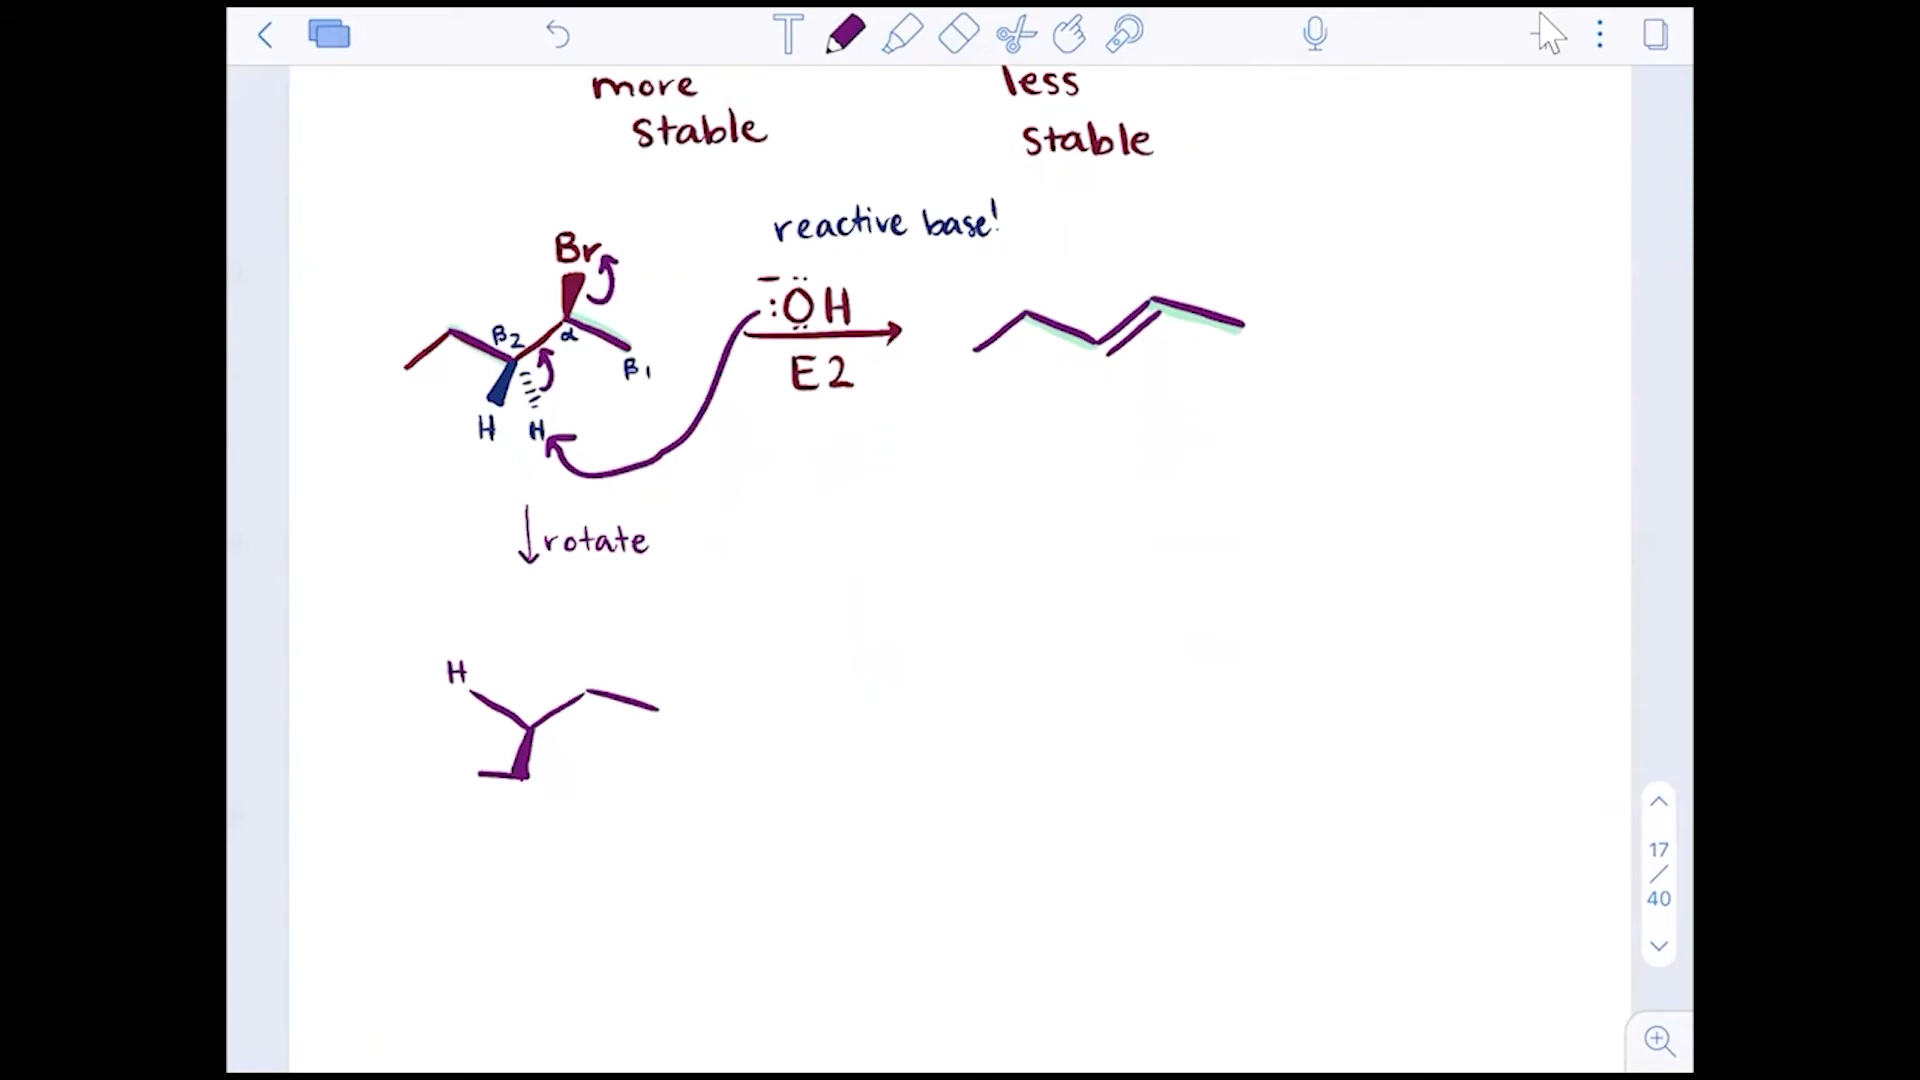 more less
stable stable
reactive base!
Br
:ÖH
β2 α
β1
E2
H H
rotate
H
17
/
40